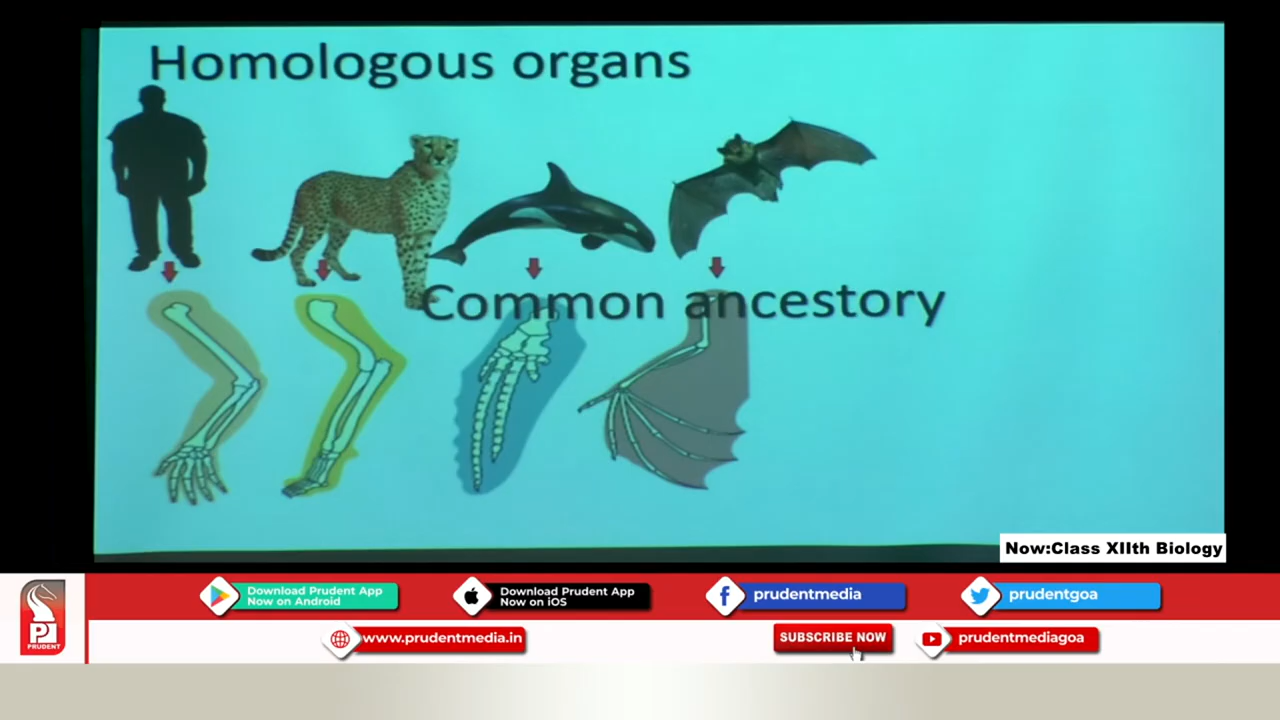 Homologous organs
Common ancestory
Now:Class XIIth Biology
Download Prudent App
Now on Android
Download Prudent App
Now on iOS
prudentmedia
prudentgoa
PRUDENT
www.prudentmedia.in
SUBSCRIBE NOW
prudentmediagoa